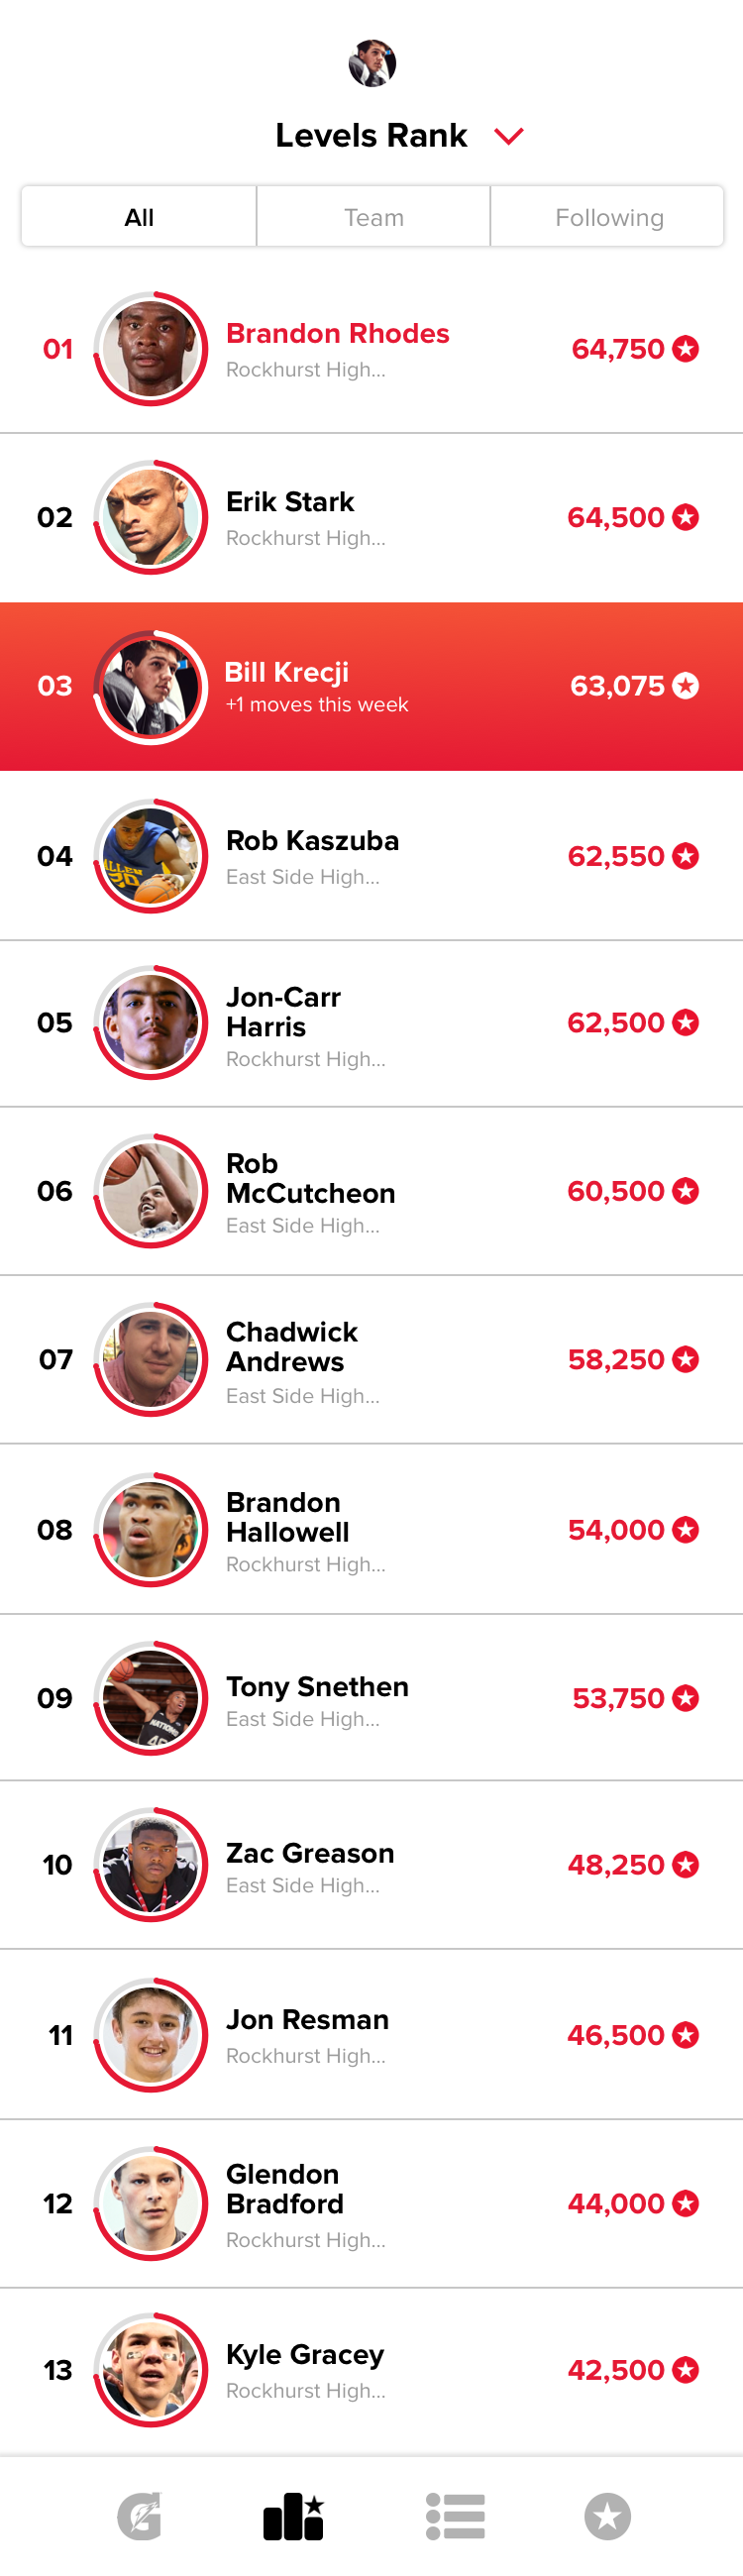 Levels Rank
All
Team
Following
01
Brandon Rhodes
Rockhurst High...
64,750
02
Erik Stark
Rockhurst High...
64,500
03
Bill Krecji
+1 moves this week
63,075
04
Rob Kaszuba
East Side High...
62,550
05
Jon-Carr
Harris
Rockhurst High...
62,500
06
Rob
McCutcheon
East Side High...
60,500
07
Chadwick
Andrews
East Side High...
58,250
08
Brandon
Hallowell
Rockhurst High...
54,000
09
Tony Snethen
East Side High...
53,750
10
Zac Greason
East Side High...
48,250
11
Jon Resman
Rockhurst High...
46,500
12
Glendon
Bradford
Rockhurst High...
44,000
13
Kyle Gracey
Rockhurst High...
42,500
G